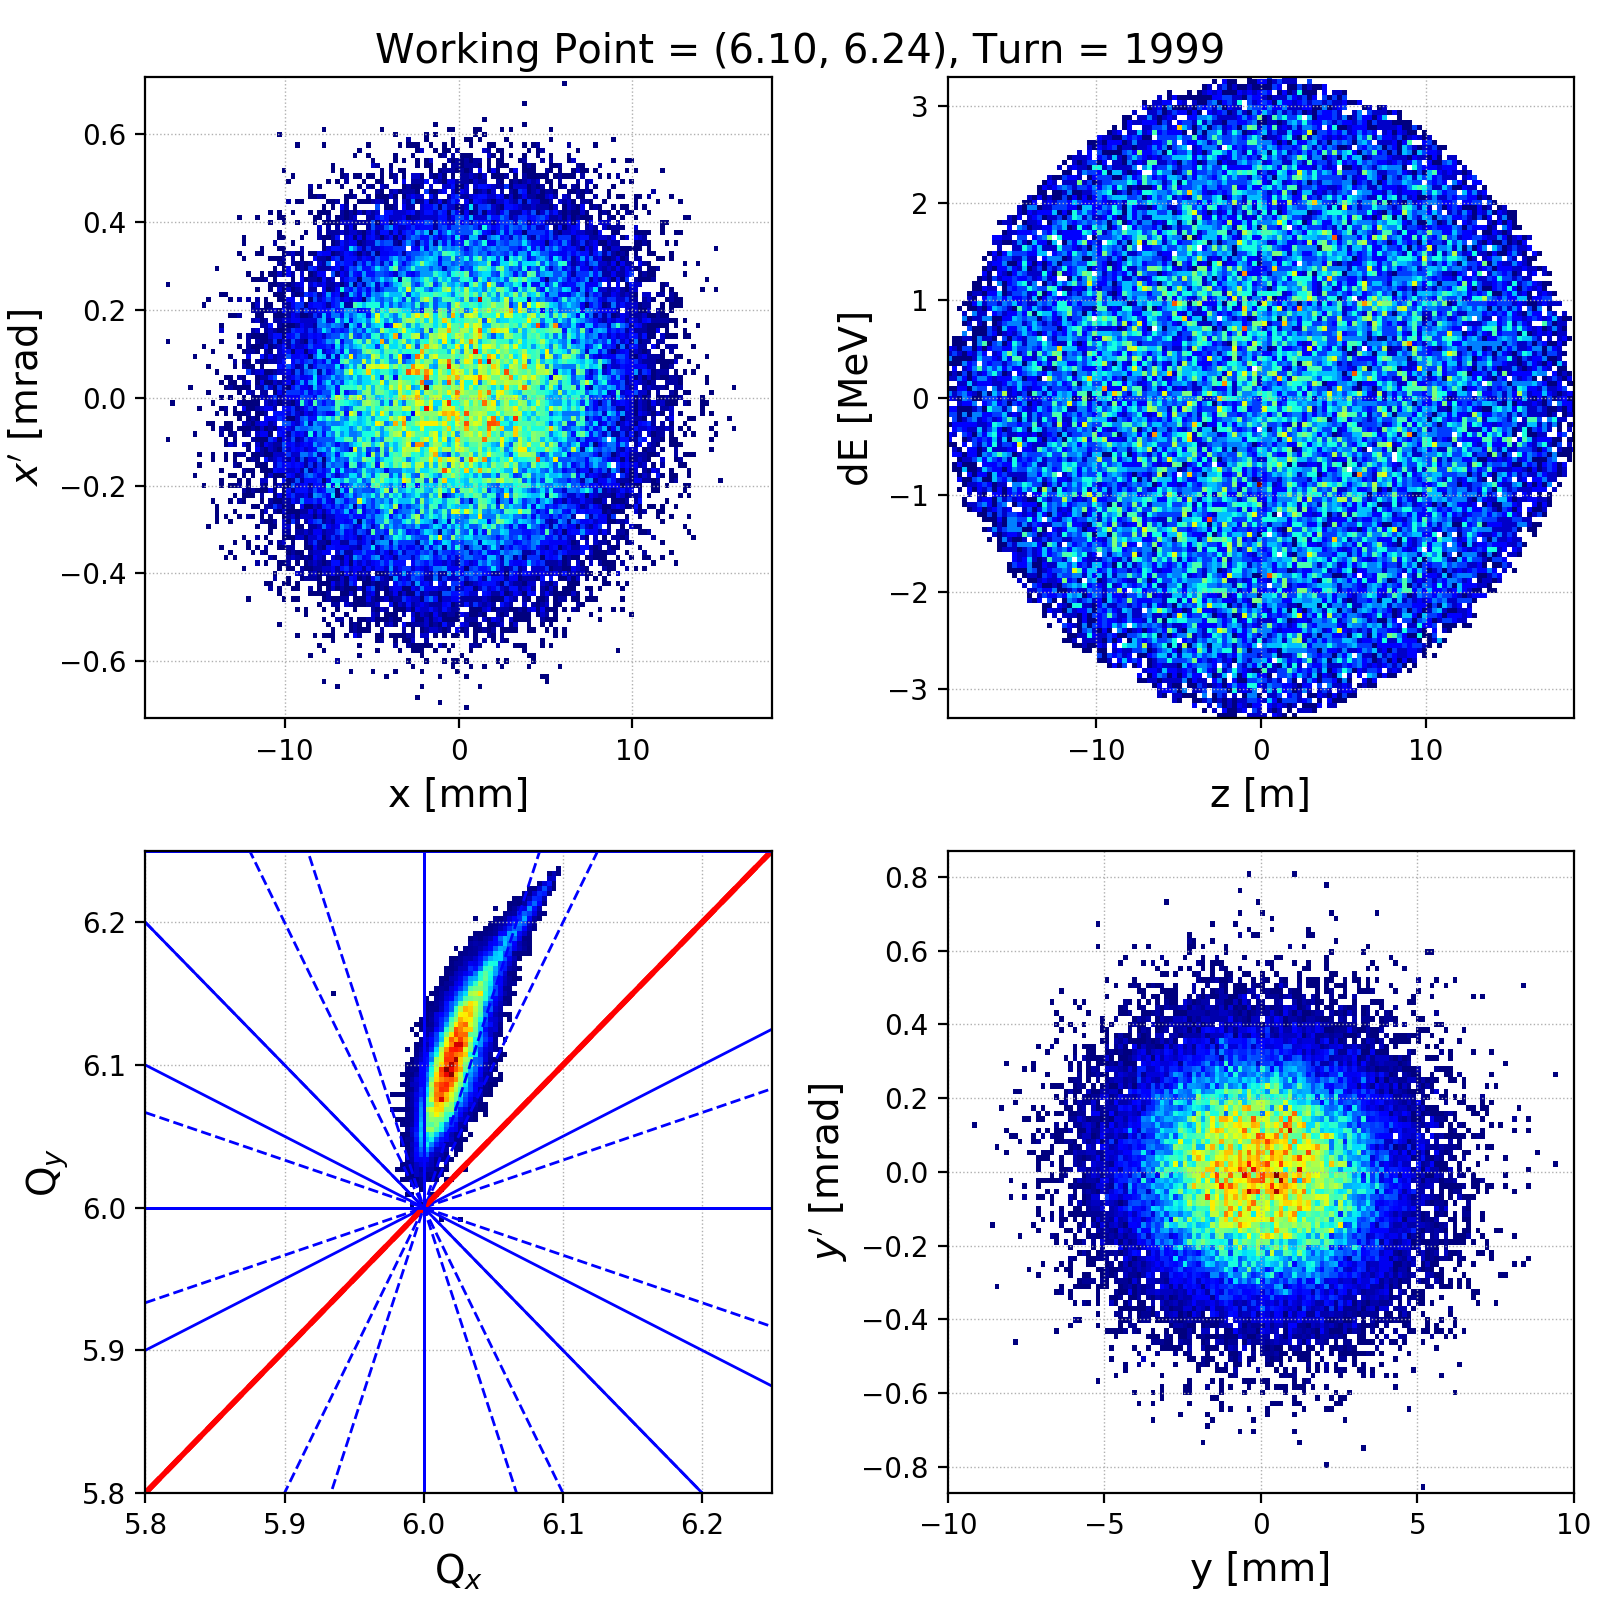 Working Point = (6.10, 6.24), Turn = 1999
0.6
0.4
0.2
0.0
−0.2
−0.4
−0.6
x′ [mrad]
−10 0 10
x [mm]
3
2
1
0
−1
−2
−3
dE [MeV]
−10 0 10
z [m]
6.2
6.1
6.0
5.9
5.8
Qy
5.8 5.9 6.0 6.1 6.2
Qx
0.8
0.6
0.4
0.2
0.0
−0.2
−0.4
−0.6
−0.8
y′ [mrad]
−10 −5 0 5 10
y [mm]